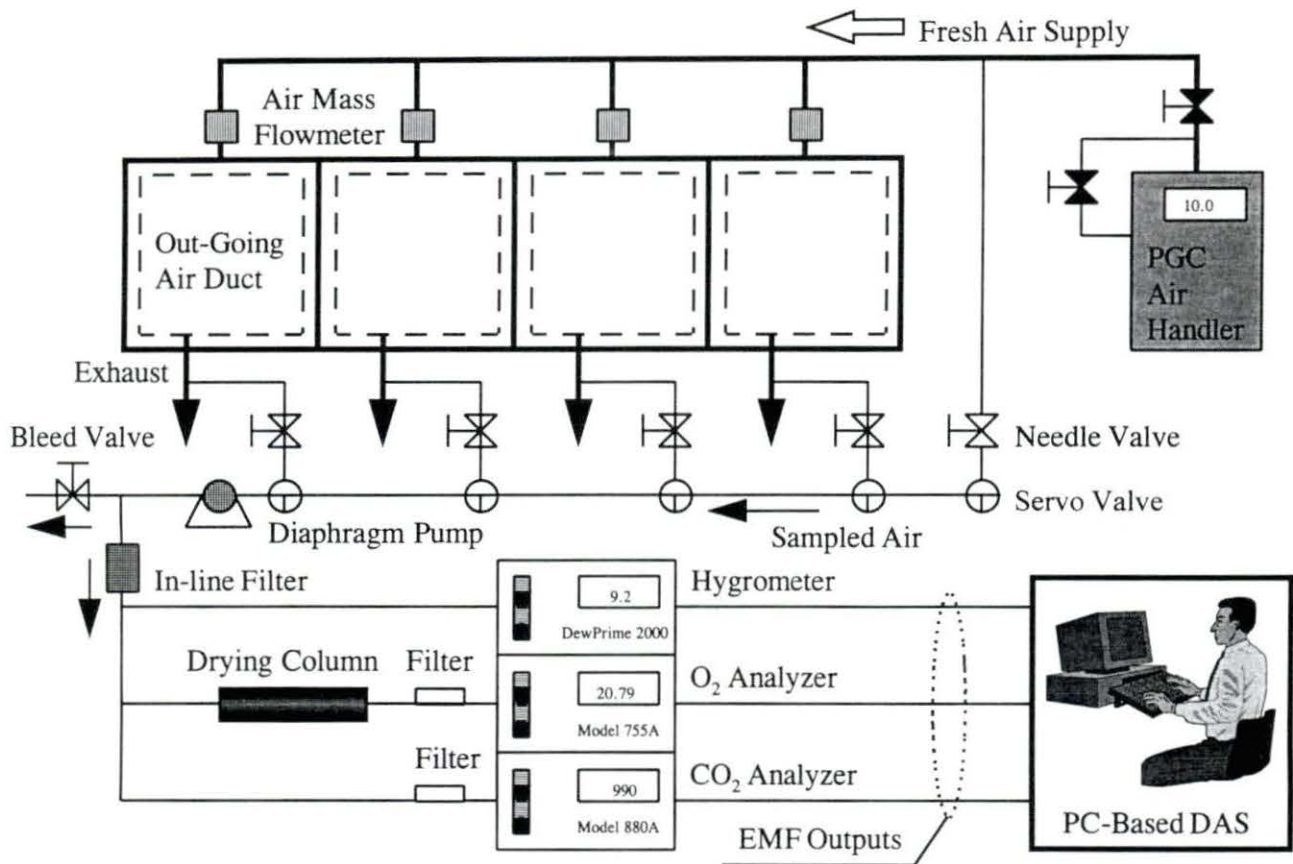 Fresh Air Supply
Air Mass
Flowmeter
10.0
PGC
Air
Handler
Out-Going
Air Duct
Exhaust
Bleed Valve
Needle Valve
Servo Valve
Diaphragm Pump
Sampled Air
In-line Filter
9.2
DewPrime 2000
Hygrometer
Drying Column
Filter
20.79
Model 755A
O₂ Analyzer
Filter
990
Model 880A
CO₂ Analyzer
EMF Outputs
PC-Based DAS